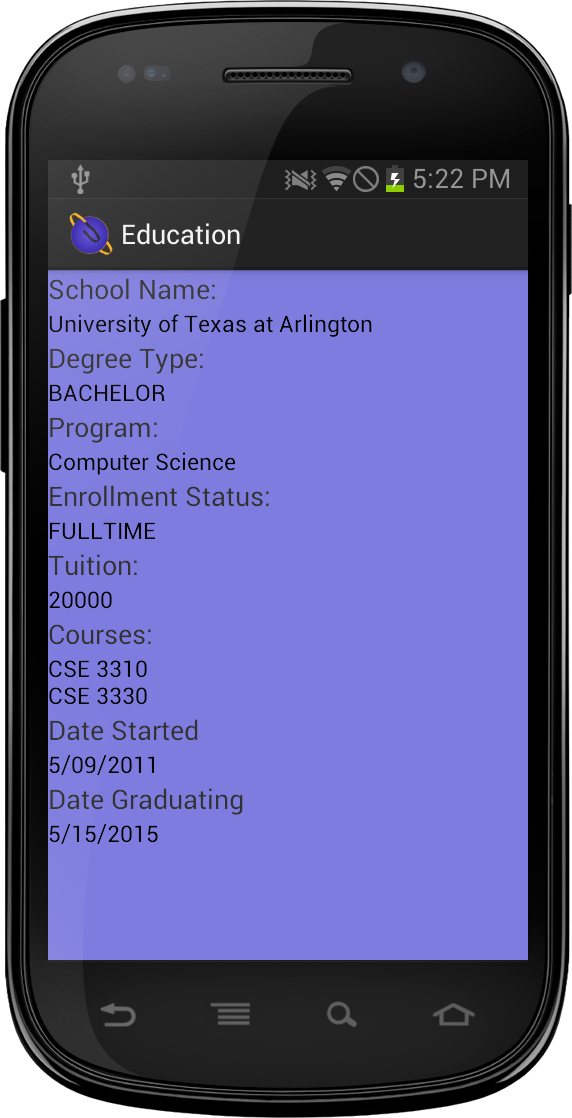 5:22 PM
Education
School Name:
University of Texas at Arlington
Degree Type:
BACHELOR
Program:
Computer Science
Enrollment Status:
FULLTIME
Tuition:
20000
Courses:
CSE 3310
CSE 3330
Date Started
5/09/2011
Date Graduating
5/15/2015